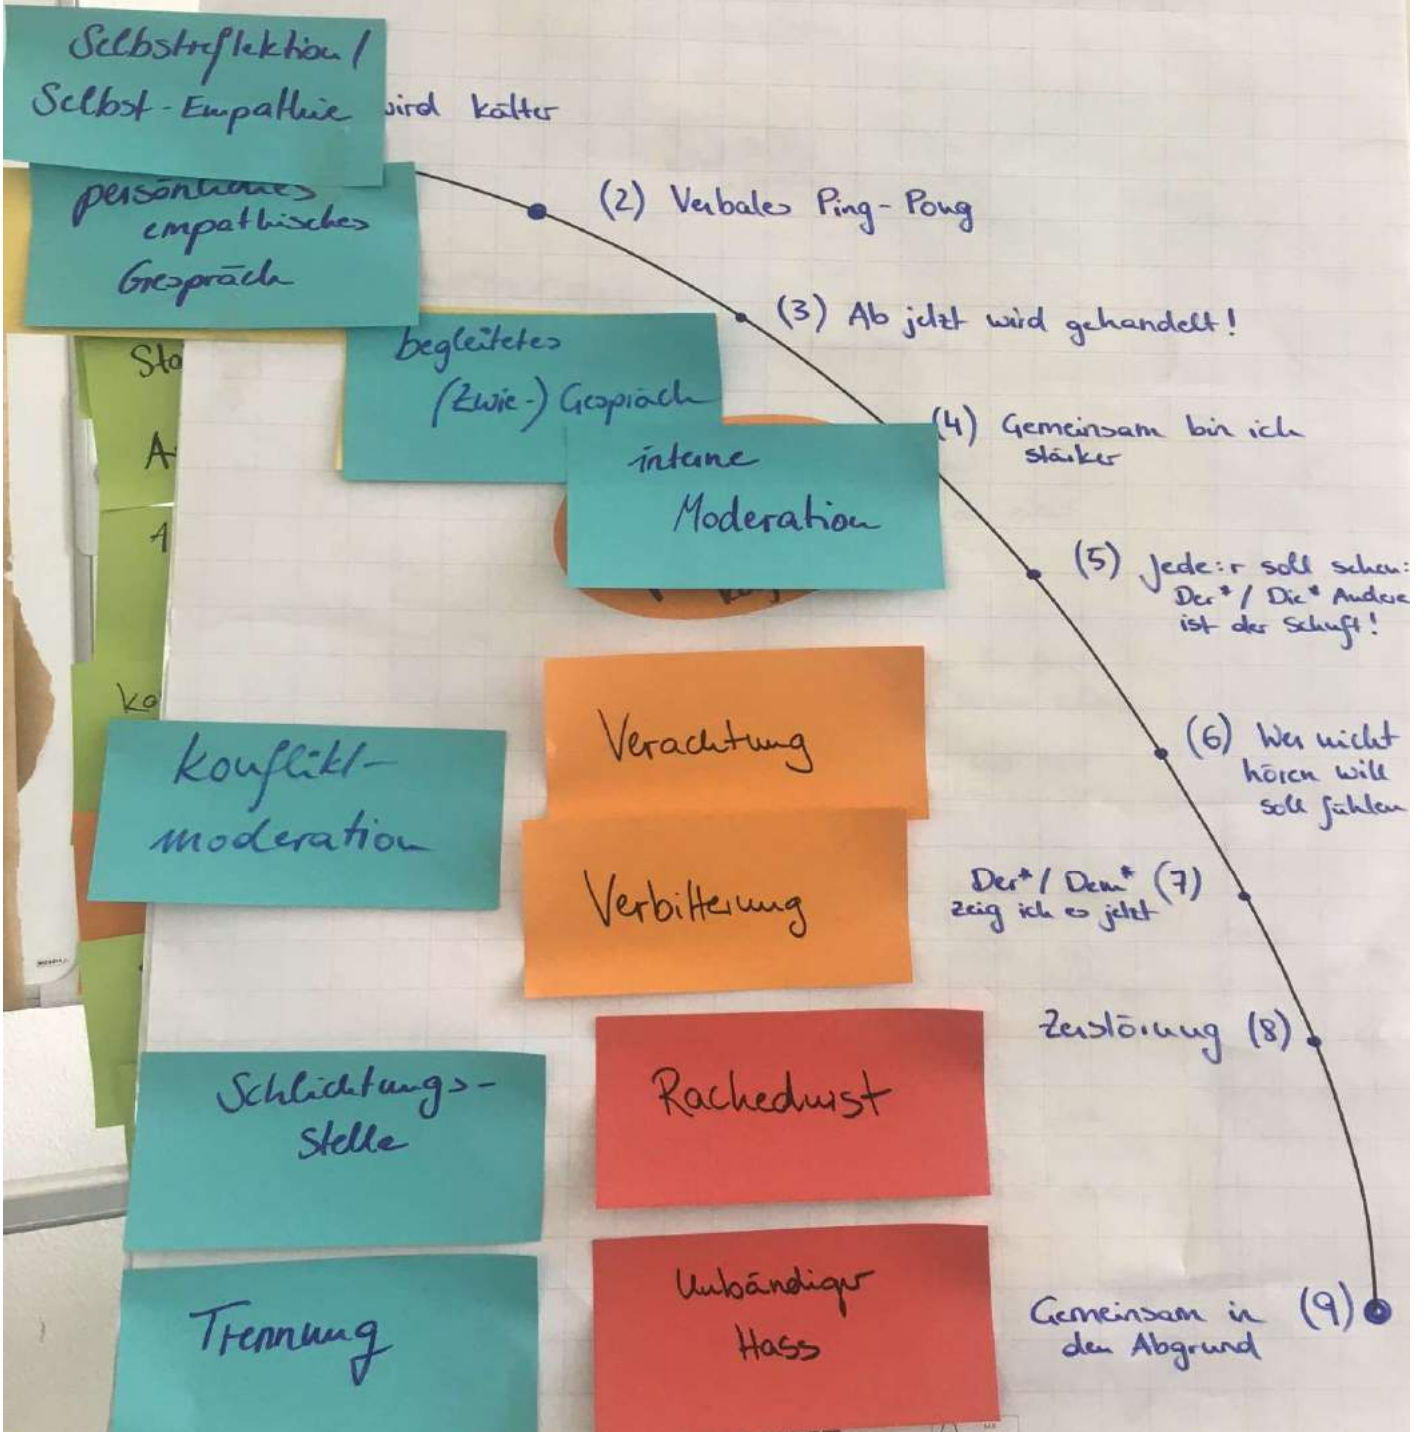 Selbstreflektion /
Selbst-Empathie
wird kälter
persönliches
empathisches
Gespräch
(2) Verbales Ping-Pong
(3) Ab jetzt wird gehandelt!
begleitetes
(Zwie-) Gespräch
Sta
A
A
(4) Gemeinsam bin ich
stärker
interne
Moderation
(5) Jede:r soll sehen:
Der* / Die* Andere
ist der Schuft!
Ko
Konflikt-
moderation
Verachtung
(6) Wer nicht
hören will
soll fühlen
Verbitterung
Der* / Dem* (7)
zeig ich es jetzt
Zerstörung (8)
Schlichtungs-
stelle
Rachedurst
Trennung
Unbändiger
Hass
Gemeinsam in (9)
den Abgrund